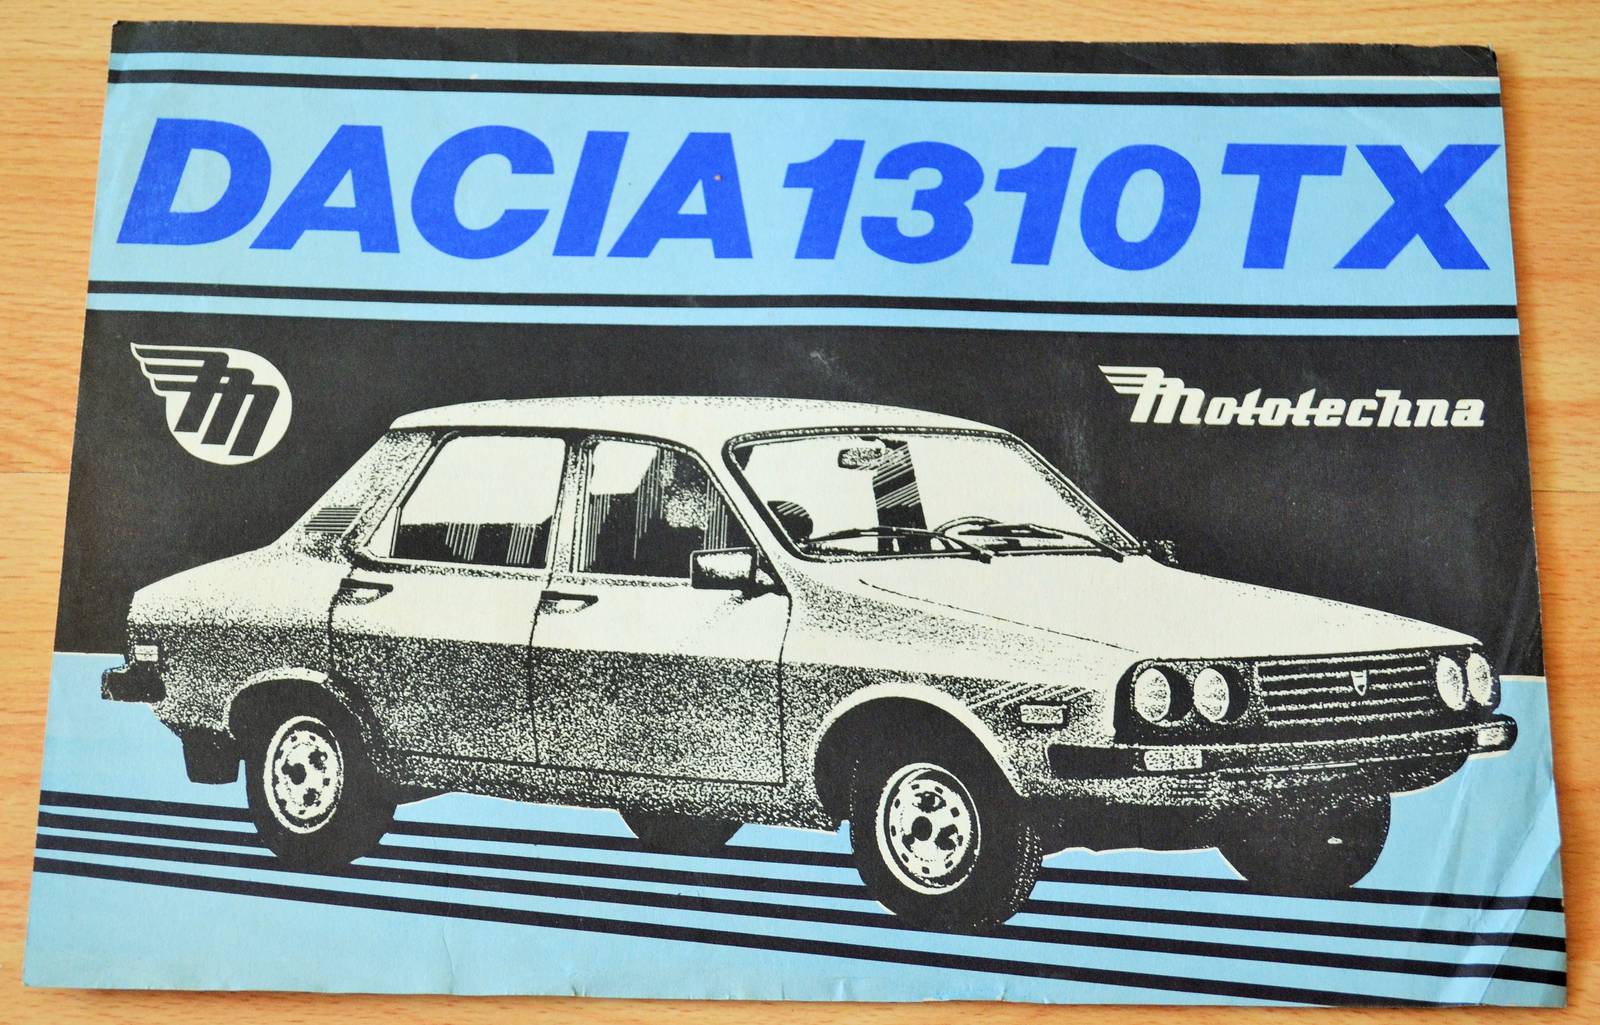 DACIA 1310 TX
m
Mototechna